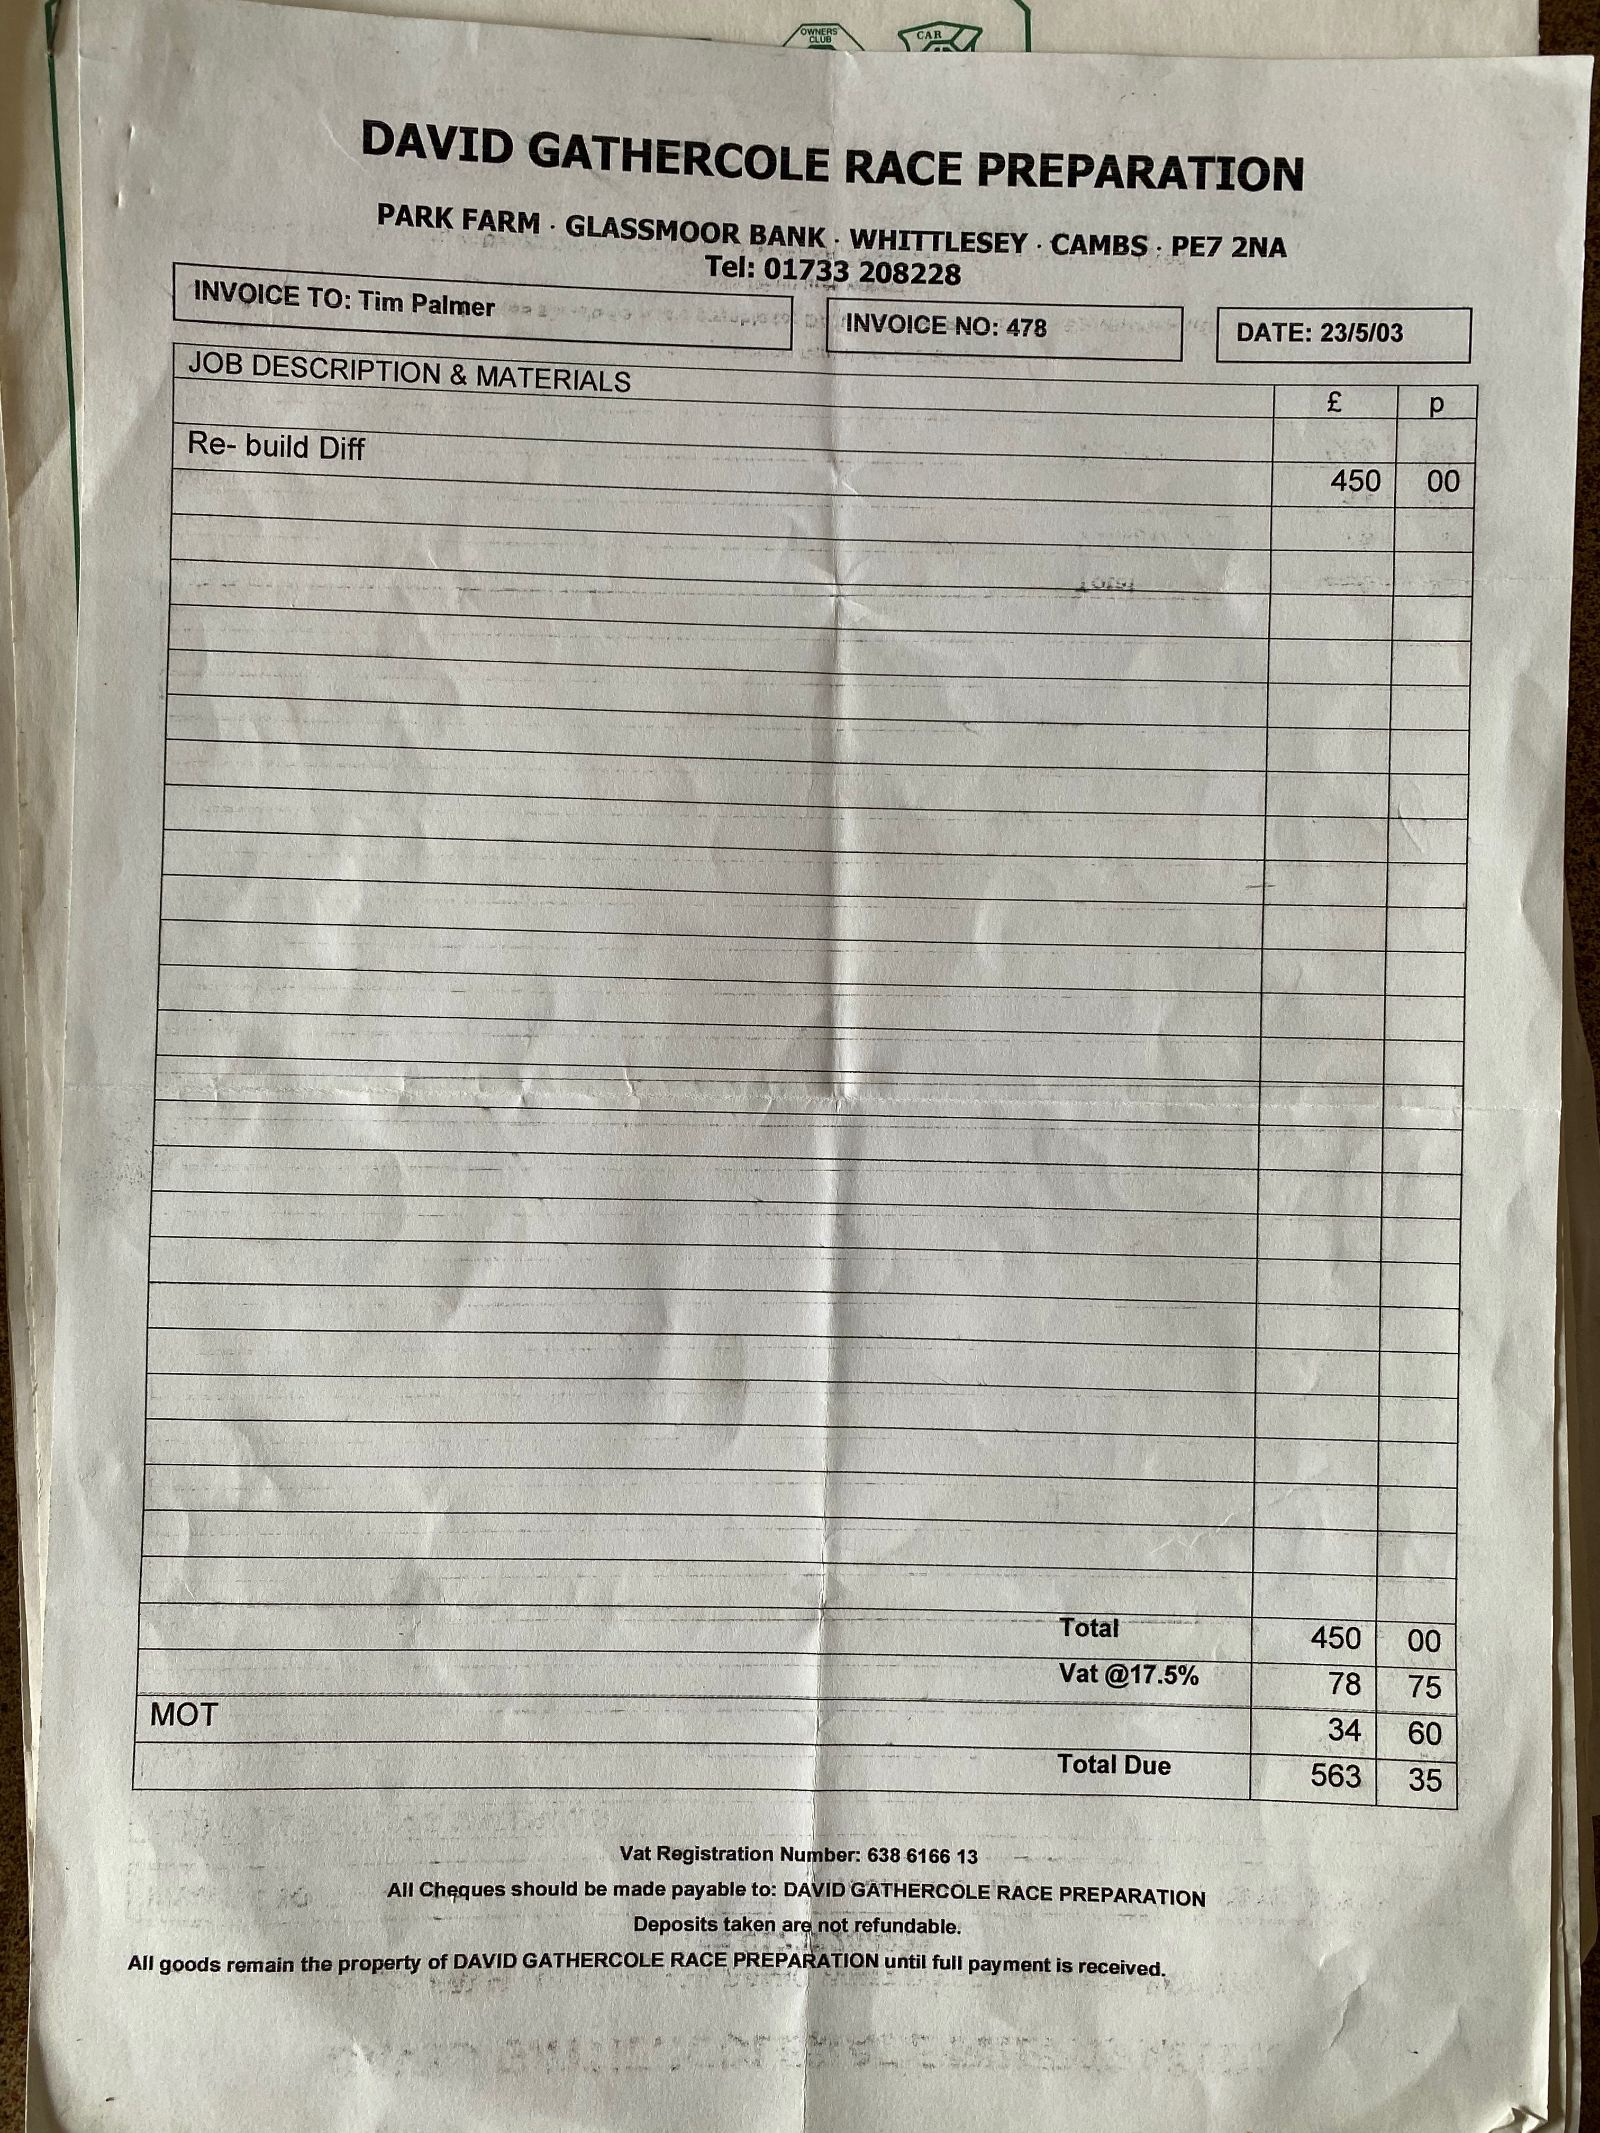 OWNERS
CLUB
CAR
DAVID GATHERCOLE RACE PREPARATION
PARK FARM · GLASSMOOR BANK · WHITTLESEY · CAMBS · PE7 2NA
Tel: 01733 208228
INVOICE TO: Tim Palmer
INVOICE NO: 478
DATE: 23/5/03
JOB DESCRIPTION & MATERIALS £ p
Re- build Diff 450 00
Total 450 00
Vat @17.5% 78 75
MOT 34 60
Total Due 563 35
Vat Registration Number: 638 6166 13
All Cheques should be made payable to: DAVID GATHERCOLE RACE PREPARATION
Deposits taken are not refundable.
All goods remain the property of DAVID GATHERCOLE RACE PREPARATION until full payment is received.